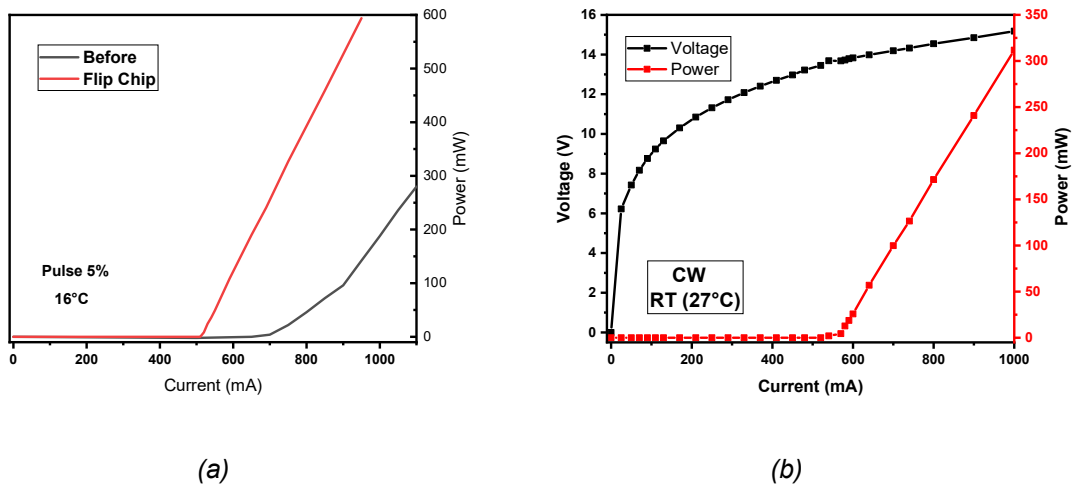 Before
Flip Chip
Pulse 5%
16°C
600
500
400
300
200
100
0
Power (mW)
0 200 400 600 800 1000
Current (mA)
(a)
16
14
12
10
8
6
4
2
0
Voltage (V)
Voltage
Power
CW
RT (27°C)
350
300
250
200
150
100
50
0
Power (mW)
0 200 400 600 800 1000
Current (mA)
(b)